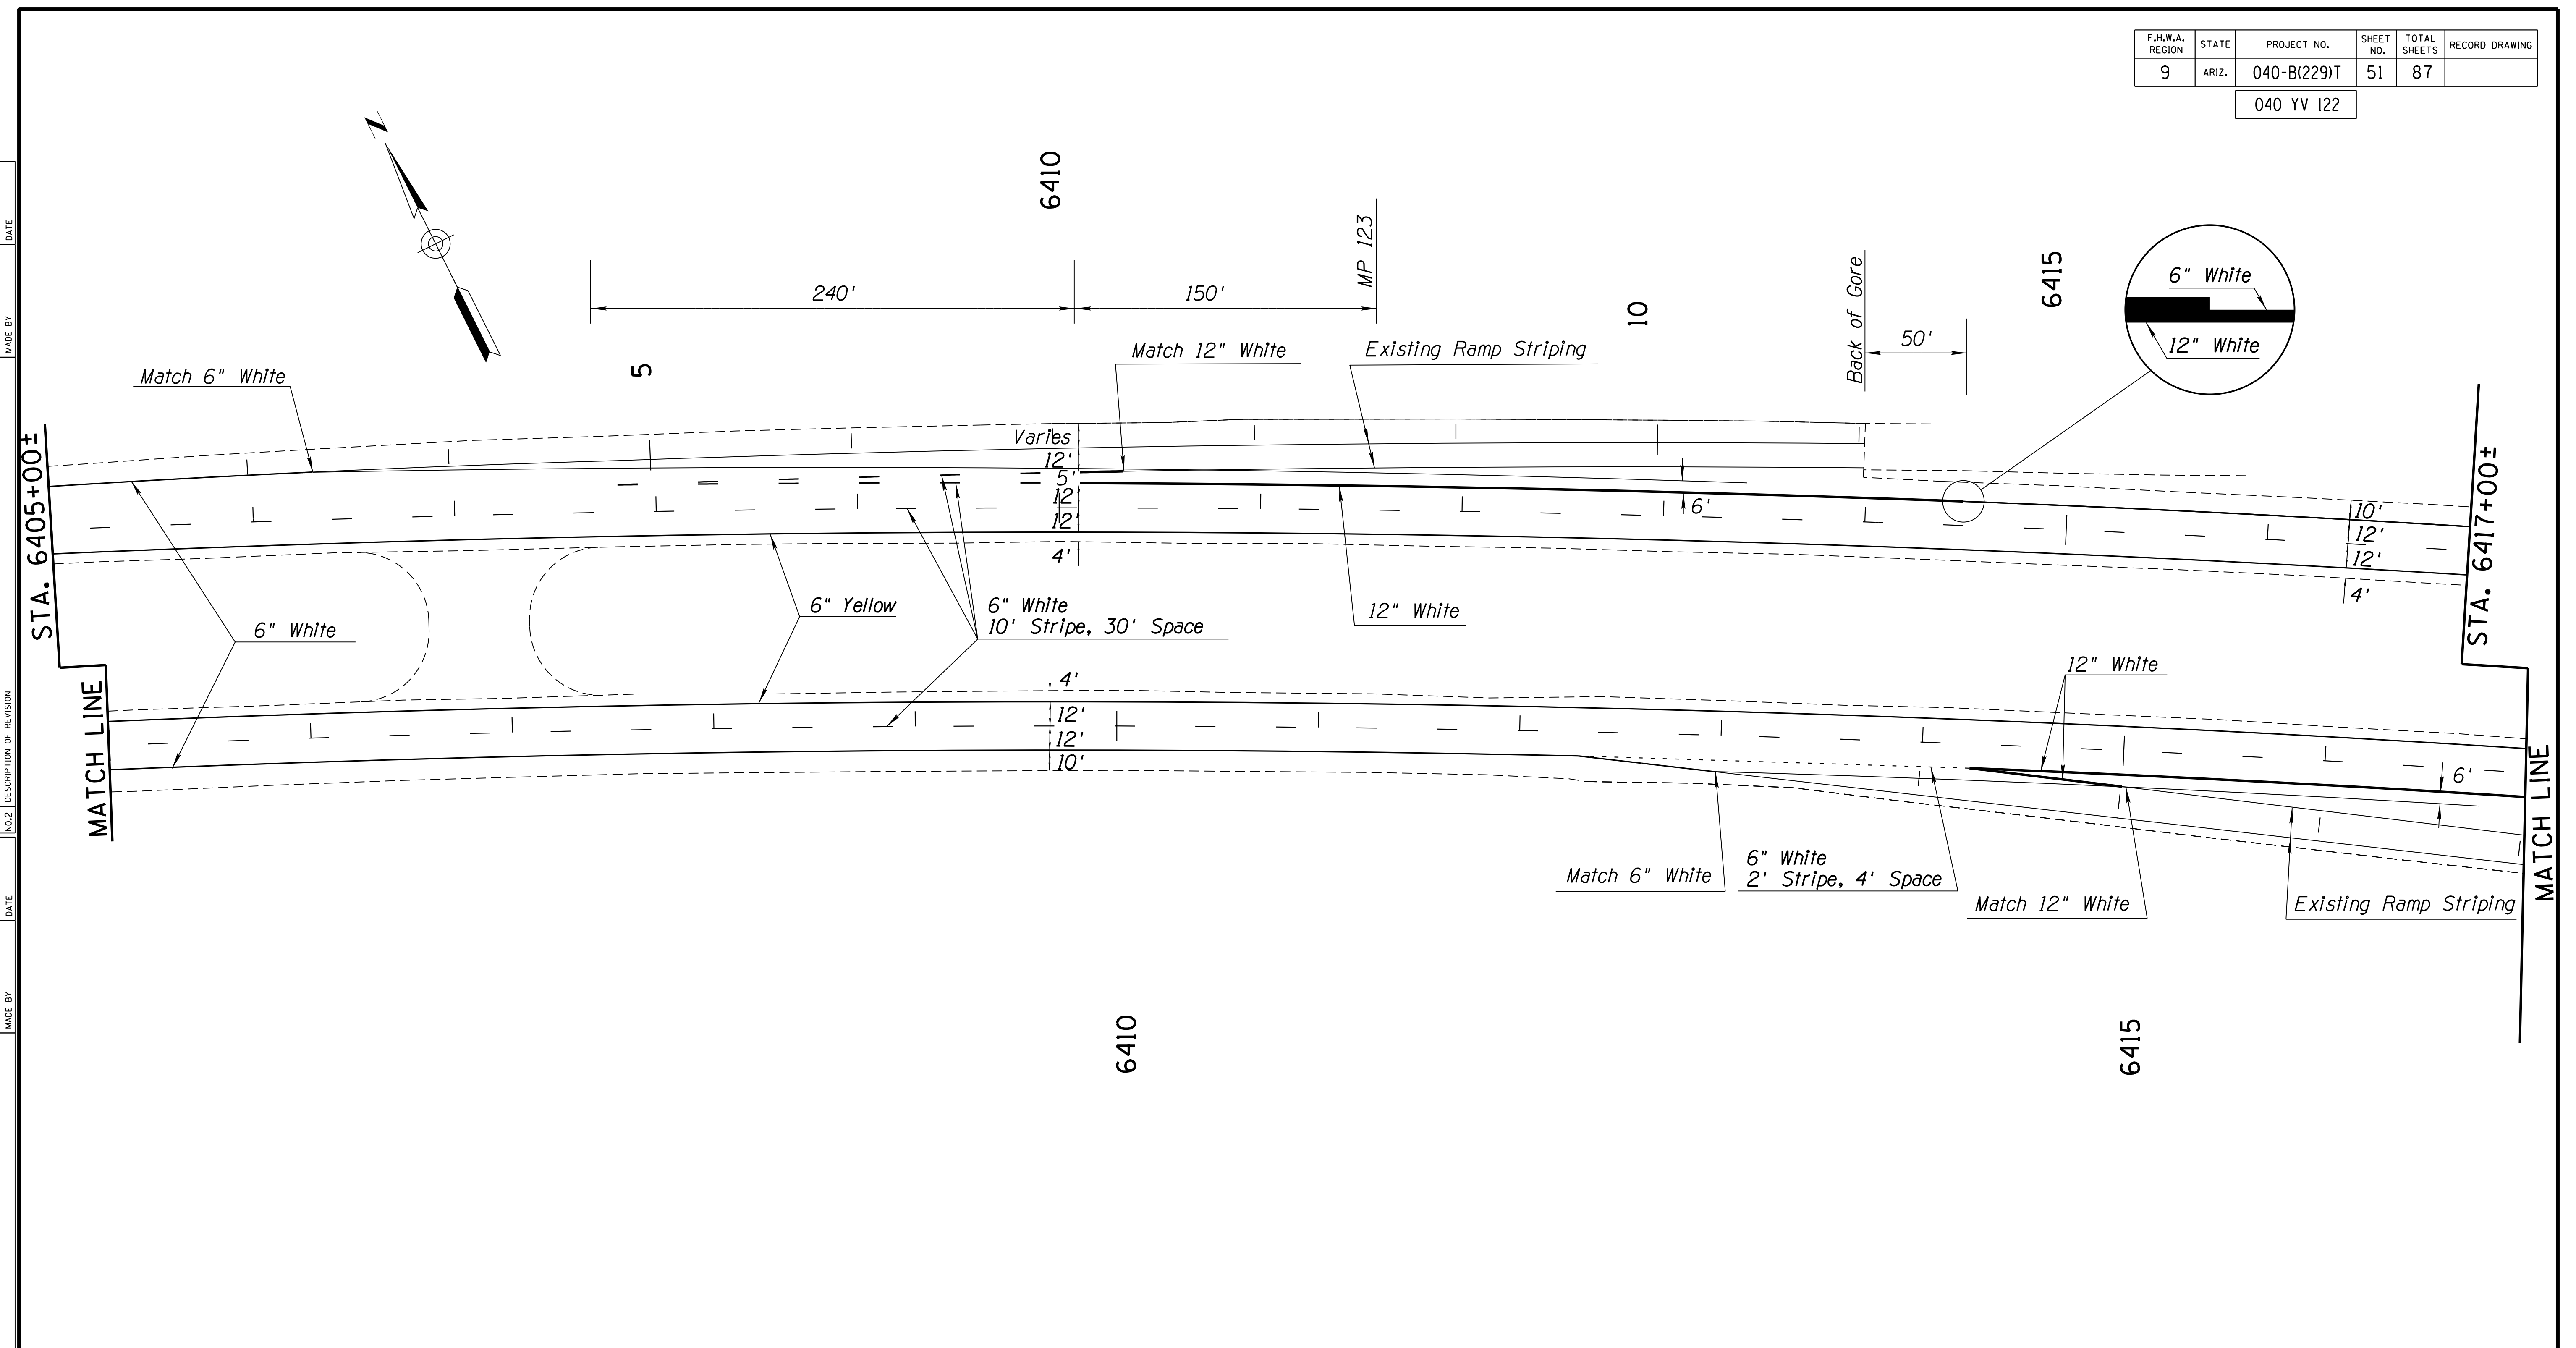 F.H.W.A. REGION
STATE
PROJECT NO.
SHEET NO.
TOTAL SHEETS
RECORD DRAWING
9
ARIZ.
040-B(229)T
51
87
040 YV 122
N
6410
MP 123
Back of Gore
6415
240'
150'
10
50'
6" White
12" White
5
Match 6" White
Match 12" White
Existing Ramp Striping
STA. 6405+00±
Varies
12'
5'
12
12'
4'
6'
10'
12'
12'
4'
STA. 6417+00±
6" White
6" Yellow
6" White
10' Stripe, 30' Space
12" White
4'
12'
12'
10'
12" White
6'
MATCH LINE
MATCH LINE
Match 6" White
6" White
2' Stripe, 4' Space
Match 12" White
Existing Ramp Striping
6410
6415
DATE
MADE BY
NO.2
DESCRIPTION OF REVISION
DATE
MADE BY